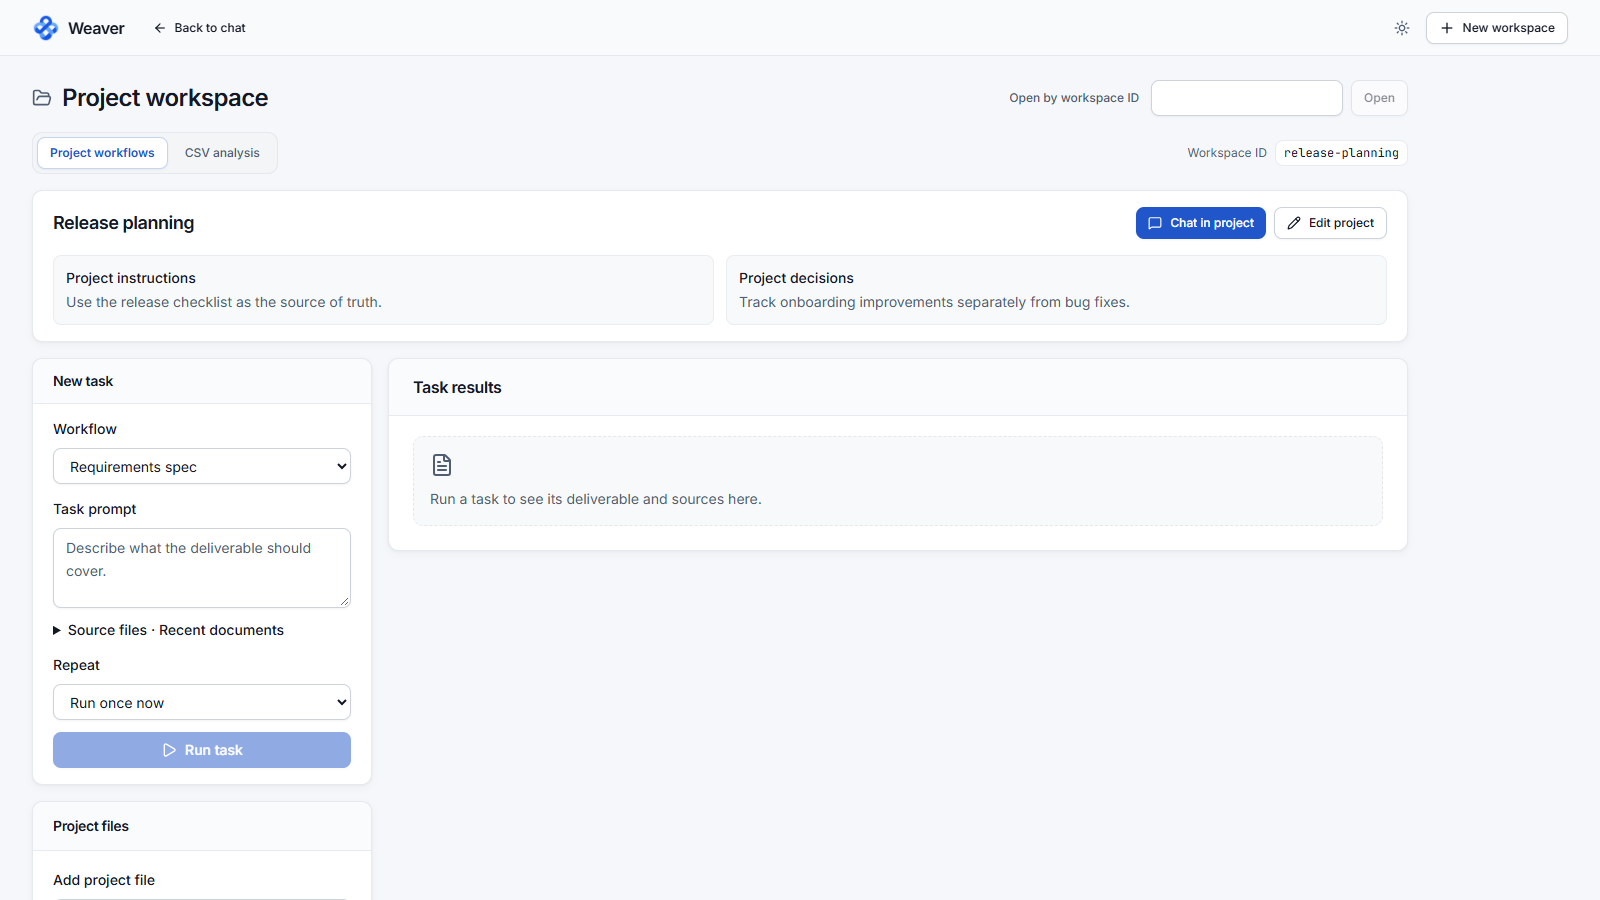 Weaver
Back to chat
New workspace
Project workspace
Open by workspace ID
Open
Project workflows
CSV analysis
Workspace ID
release-planning
Release planning
Chat in project
Edit project
Project instructions
Use the release checklist as the source of truth.
Project decisions
Track onboarding improvements separately from bug fixes.
New task
Workflow
Requirements spec
Task prompt
Describe what the deliverable should
cover.
Source files · Recent documents
Repeat
Run once now
Run task
Task results
Run a task to see its deliverable and sources here.
Project files
Add project file